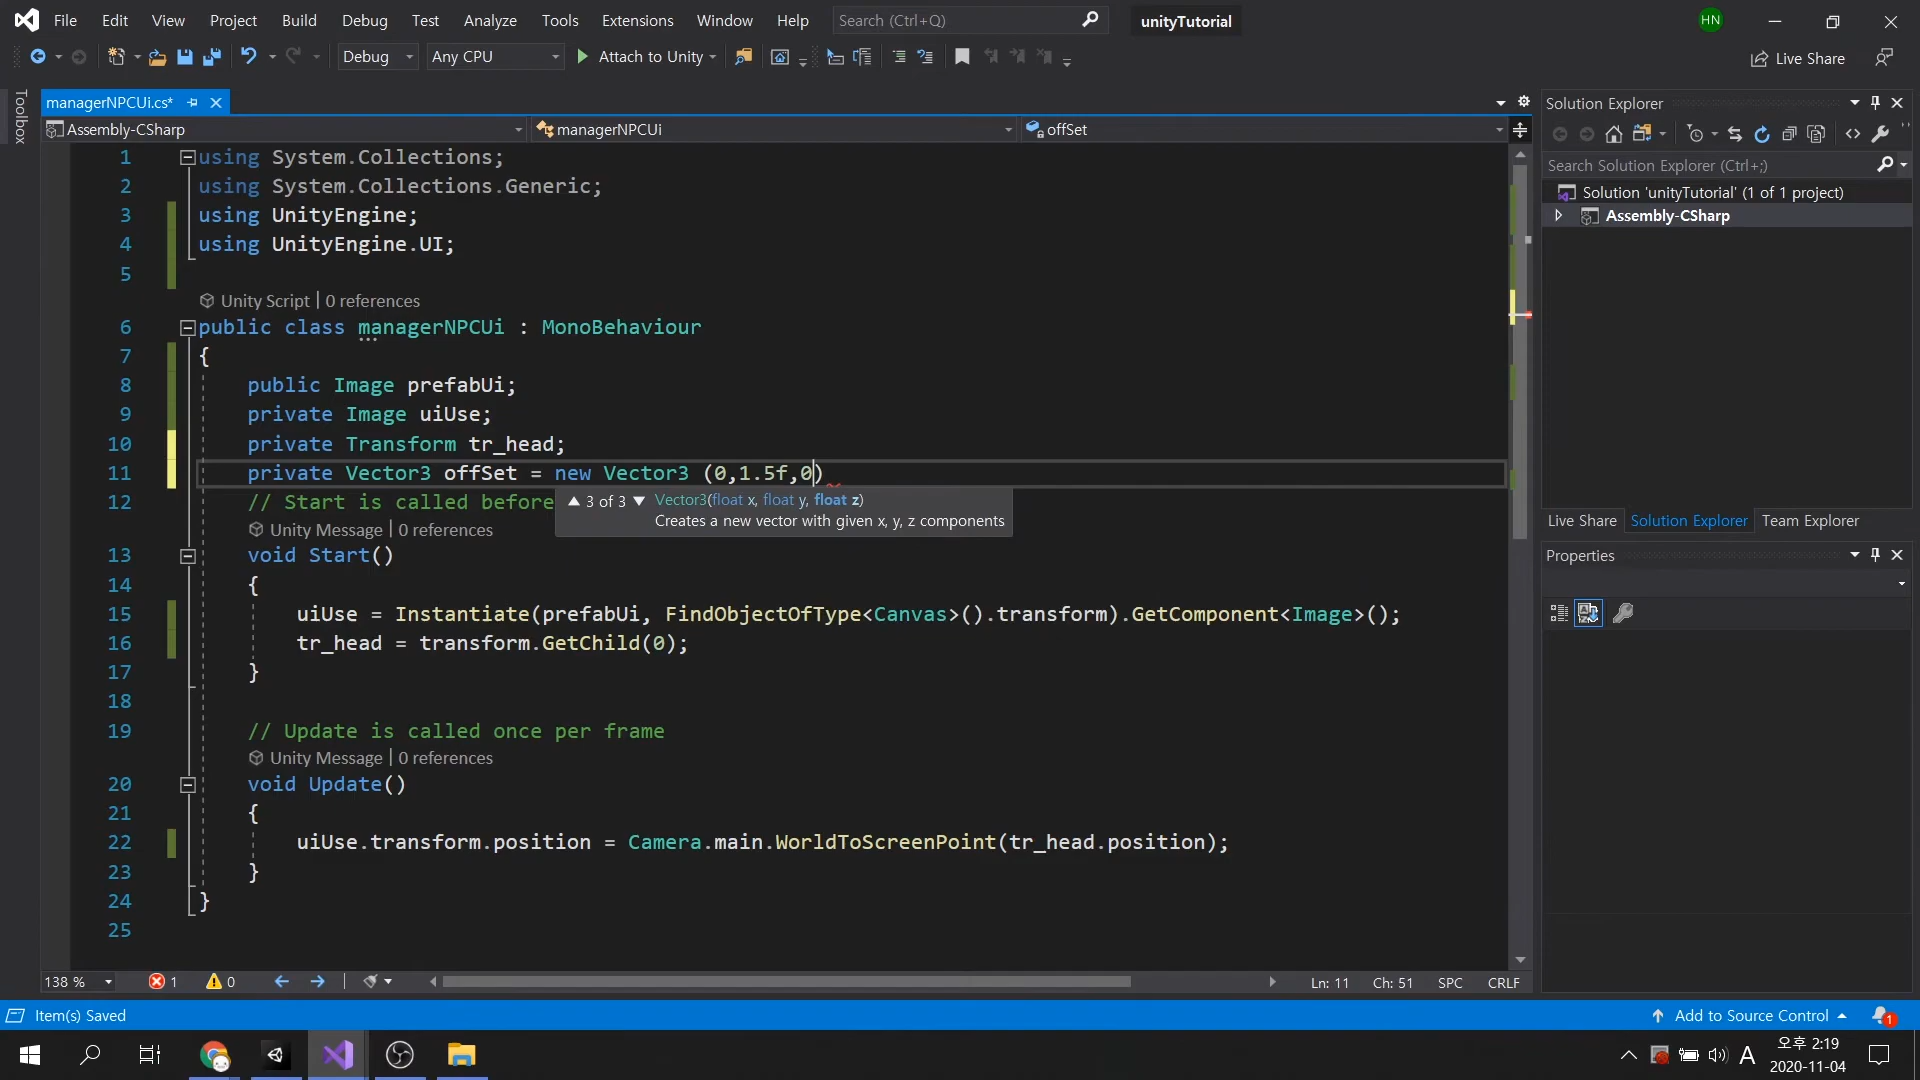 File Edit View Project Build Debug Test Analyze Tools Extensions Window Help Search (Ctrl+Q) unityTutorial HN
Debug Any CPU Attach to Unity Live Share
Toolbox
managerNPCUi.cs*
Assembly-CSharp managerNPCUi offSet
1 using System.Collections;
2 using System.Collections.Generic;
3 using UnityEngine;
4 using UnityEngine.UI;
5
Unity Script | 0 references
6 public class managerNPCUi : MonoBehaviour
7 {
8 public Image prefabUi;
9 private Image uiUse;
10 private Transform tr_head;
11 private Vector3 offSet = new Vector3 (0,1.5f,0)
12 // Start is called before
3 of 3 Vector3(float x, float y, float z)
Creates a new vector with given x, y, z components
Unity Message | 0 references
13 void Start()
14 {
15 uiUse = Instantiate(prefabUi, FindObjectOfType<Canvas>().transform).GetComponent<Image>();
16 tr_head = transform.GetChild(0);
17 }
18
19 // Update is called once per frame
Unity Message | 0 references
20 void Update()
21 {
22 uiUse.transform.position = Camera.main.WorldToScreenPoint(tr_head.position);
23 }
24 }
25
138 % 1 0 Ln: 11 Ch: 51 SPC CRLF
Solution Explorer
Search Solution Explorer (Ctrl+;)
Solution 'unityTutorial' (1 of 1 project)
Assembly-CSharp
Live Share Solution Explorer Team Explorer
Properties
Item(s) Saved Add to Source Control 1
A 오후 2:19
2020-11-04